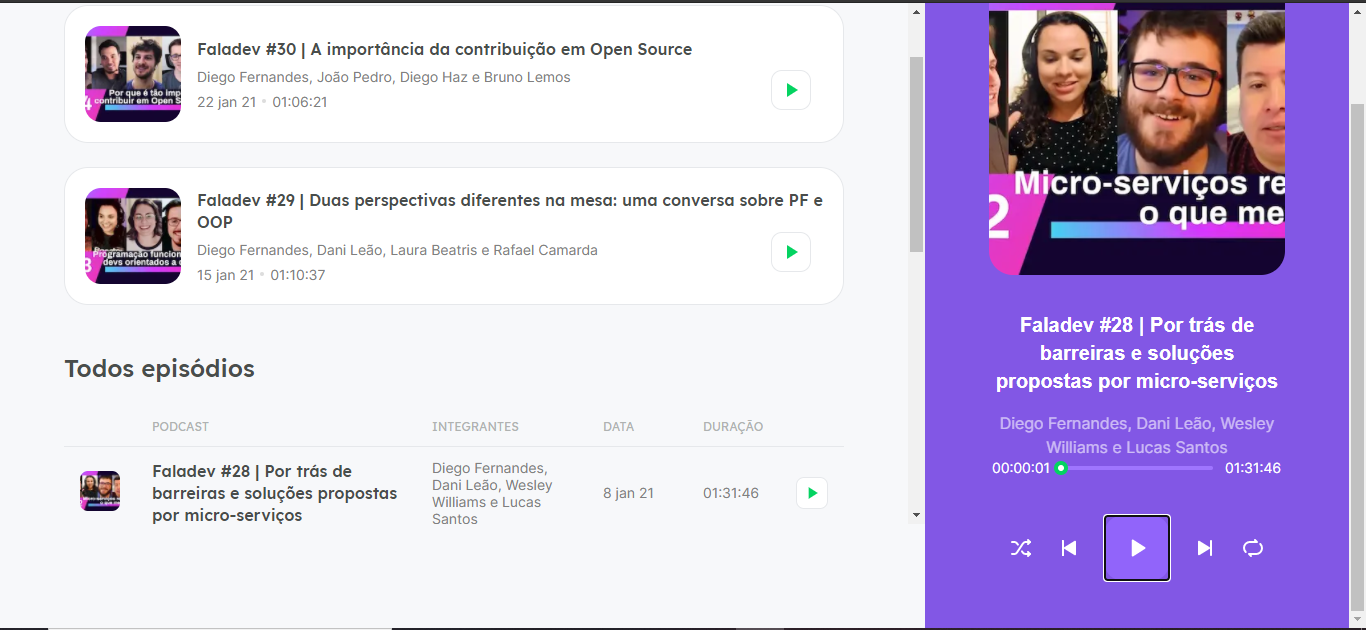 Faladev #30 | A importância da contribuição em Open Source
Diego Fernandes, João Pedro, Diego Haz e Bruno Lemos
22 jan 21 • 01:06:21
Por que é tão imp
contribuir em Open S
4
Faladev #29 | Duas perspectivas diferentes na mesa: uma conversa sobre PF e
OOP
Diego Fernandes, Dani Leão, Laura Beatris e Rafael Camarda
15 jan 21 • 01:10:37
Programação funcion
devs orientados a o
3
Todos episódios
PODCAST INTEGRANTES DATA DURAÇÃO
Faladev #28 | Por trás de
barreiras e soluções propostas
por micro-serviços
Diego Fernandes,
Dani Leão, Wesley
Williams e Lucas
Santos
8 jan 21
01:31:46
Micro-serviços re
o que me
2
Faladev #28 | Por trás de
barreiras e soluções
propostas por micro-serviços
Diego Fernandes, Dani Leão, Wesley
Williams e Lucas Santos
00:00:01 01:31:46